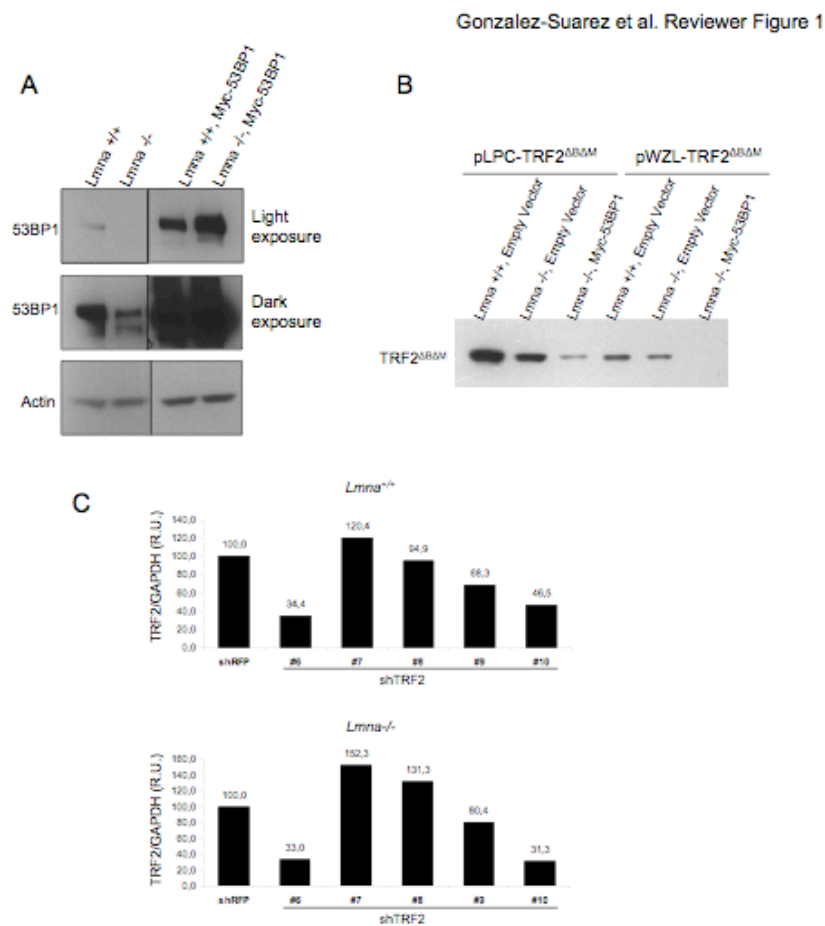 Gonzalez-Suarez et al. Reviewer Figure 1
A
Lmna +/+
Lmna -/-
Lmna +/+, Myc-53BP1
Lmna -/-, Myc-53BP1
53BP1
Light exposure
53BP1
Dark exposure
Actin
B
pLPC-TRF2ΔBΔM
pWZL-TRF2ΔBΔM
Lmna +/+, Empty Vector
Lmna -/-, Empty Vector
Lmna -/-, Myc-53BP1
Lmna +/+, Empty Vector
Lmna -/-, Empty Vector
Lmna -/-, Myc-53BP1
TRF2ΔBΔM
C
Lmna+/+
TRF2/GAPDH (R.U.)
140,0
120,0
100,0
80,0
60,0
40,0
20,0
0,0
100,0
34,4
120,4
94,9
68,3
46,5
shRFP
#6
#7
#8
#9
#10
shTRF2
Lmna-/-
TRF2/GAPDH (R.U.)
160,0
140,0
120,0
100,0
80,0
60,0
40,0
20,0
0,0
100,0
33,0
152,3
131,3
80,4
31,3
shRFP
#6
#7
#8
#9
#10
shTRF2